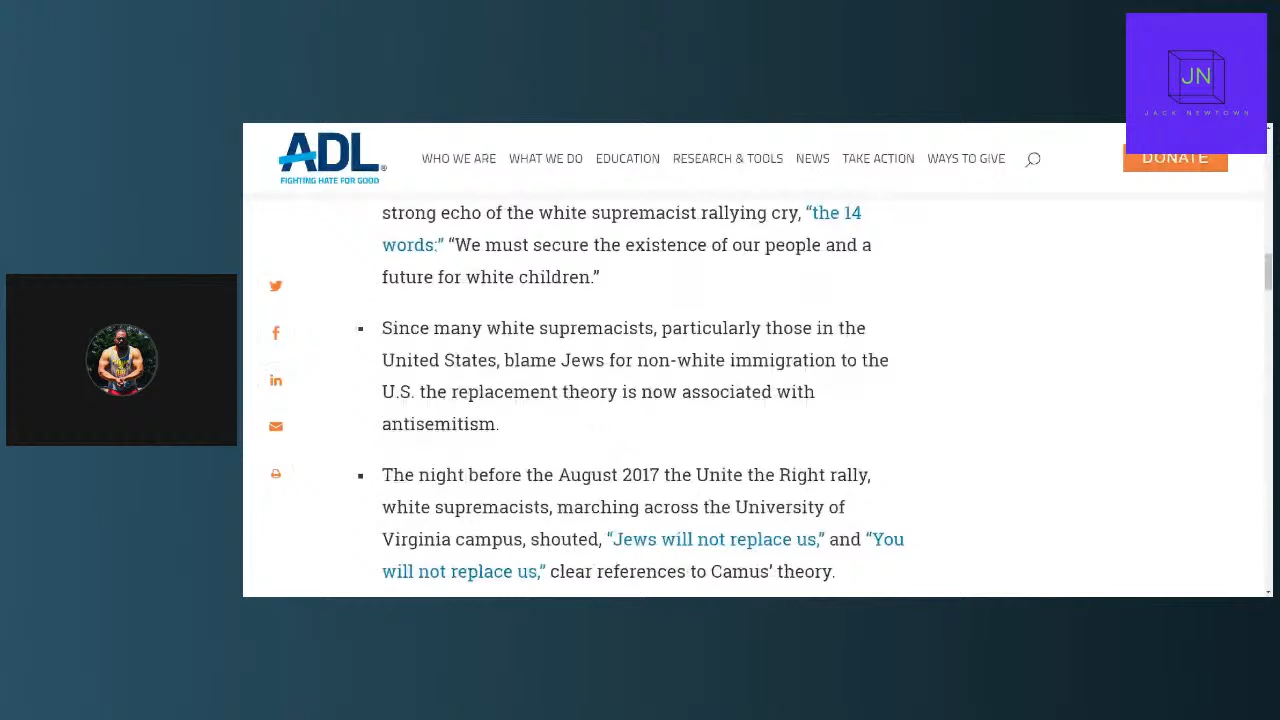 JN
JACK NEWTOWN
ADL®
FIGHTING HATE FOR GOOD
WHO WE ARE WHAT WE DO EDUCATION RESEARCH & TOOLS NEWS TAKE ACTION WAYS TO GIVE
DONATE
strong echo of the white supremacist rallying cry, “the 14
words:” “We must secure the existence of our people and a
future for white children.”
Since many white supremacists, particularly those in the
United States, blame Jews for non-white immigration to the
U.S. the replacement theory is now associated with
antisemitism.
The night before the August 2017 the Unite the Right rally,
white supremacists, marching across the University of
Virginia campus, shouted, “Jews will not replace us,” and “You
will not replace us,” clear references to Camus’ theory.